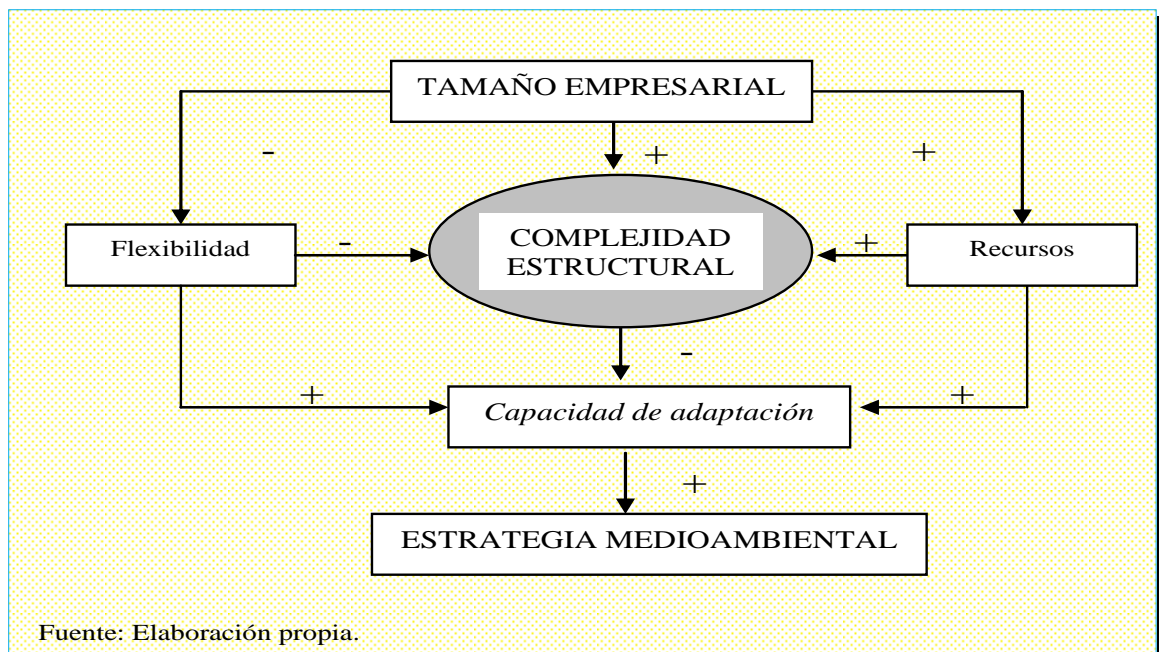 TAMAÑO EMPRESARIAL
-
+
+
Flexibilidad
-
COMPLEJIDAD
ESTRUCTURAL
+
Recursos
-
+
Capacidad de adaptación
+
+
ESTRATEGIA MEDIOAMBIENTAL
Fuente: Elaboración propia.